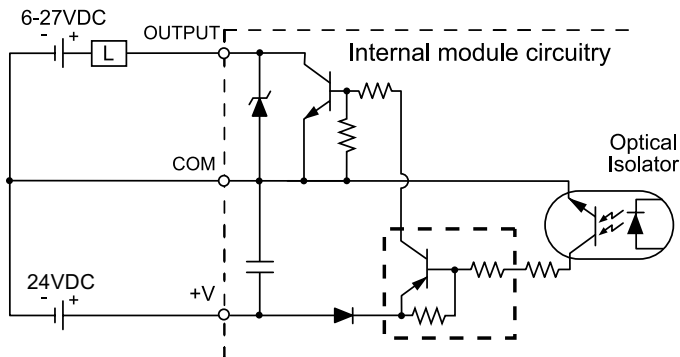 6-27VDC
- +
L
OUTPUT
Internal module circuitry
Optical
Isolator
COM
24VDC
- +
+V